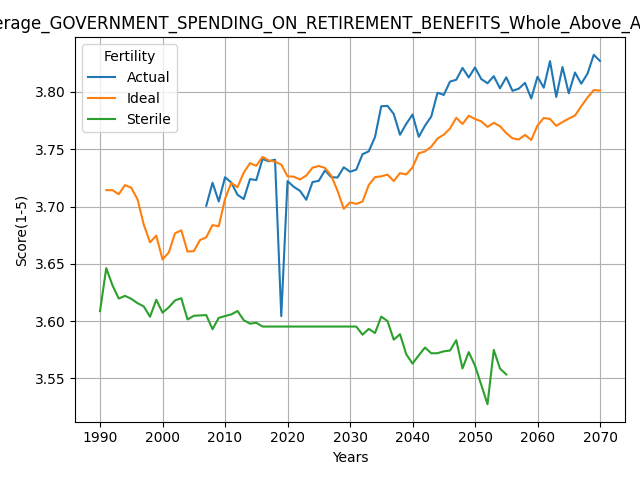 erage_GOVERNMENT_SPENDING_ON_RETIREMENT_BENEFITS_Whole_Above_A
Fertility
Actual
Ideal
Sterile
Score(1-5)
3.80
3.75
3.70
3.65
3.60
3.55
1990 2000 2010 2020 2030 2040 2050 2060 2070
Years